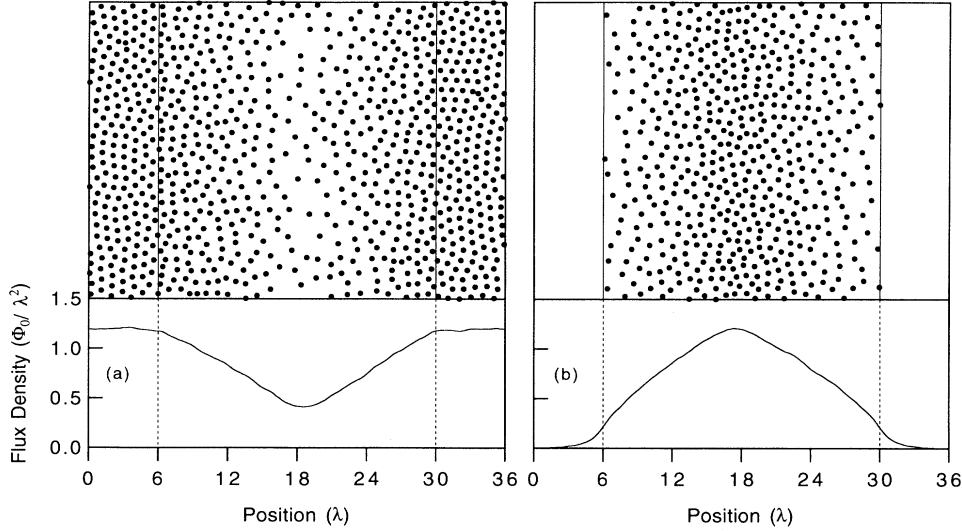 1.5
1.0
0.5
0.0
Flux Density (Φ₀/ λ²)
(a)
0 6 12 18 24 30 36
Position (λ)
(b)
0 6 12 18 24 30 36
Position (λ)